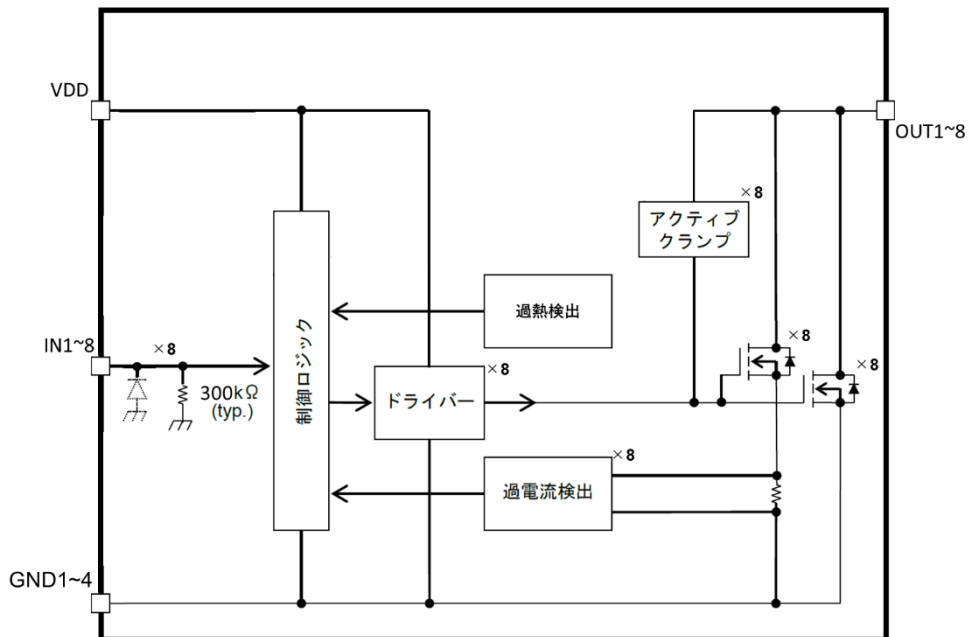 VDD
OUT1~8
×8
アクティブ
クランプ
過熱検出
IN1~8
×8
300kΩ
(typ.)
制御ロジック
×8
ドライバー
×8
×8
×8
過電流検出
GND1~4